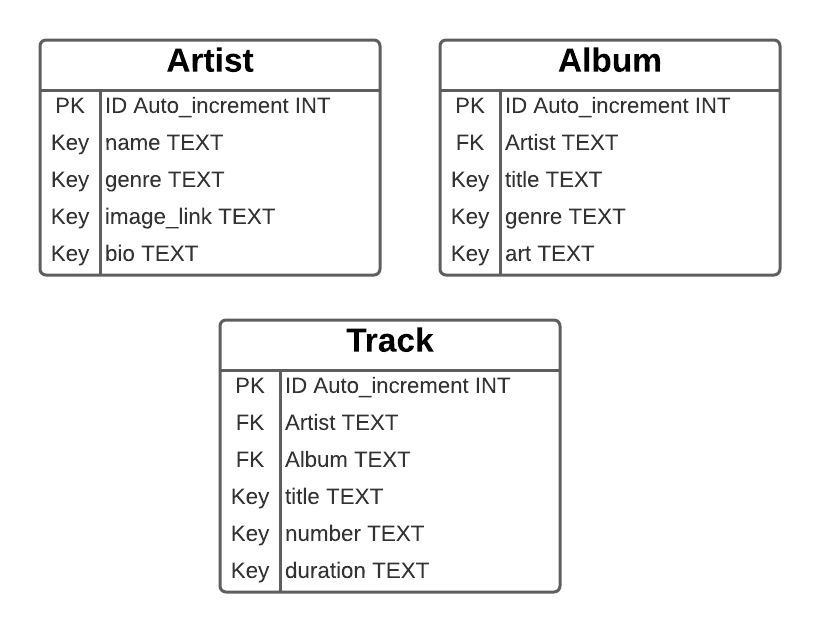 Artist
PK ID Auto_increment INT
Key name TEXT
Key genre TEXT
Key image_link TEXT
Key bio TEXT
Album
PK ID Auto_increment INT
FK Artist TEXT
Key title TEXT
Key genre TEXT
Key art TEXT
Track
PK ID Auto_increment INT
FK Artist TEXT
FK Album TEXT
Key title TEXT
Key number TEXT
Key duration TEXT